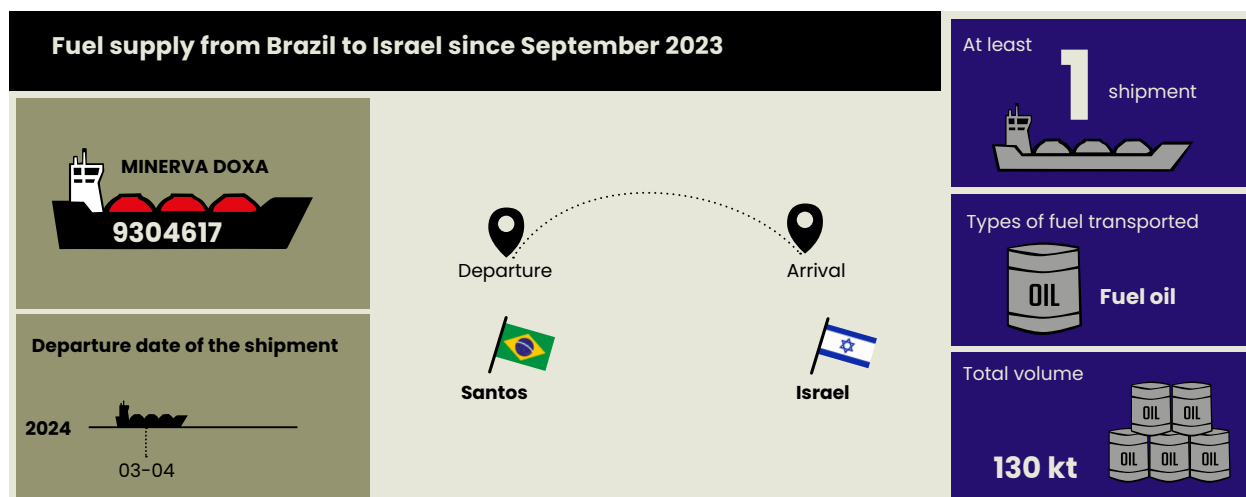 Fuel supply from Brazil to Israel since September 2023
MINERVA DOXA
9304617
Departure date of the shipment
2024
03-04
Departure
Arrival
Santos
Israel
At least
1
shipment
Types of fuel transported
OIL
Fuel oil
Total volume
OIL OIL
OIL OIL OIL
130 kt